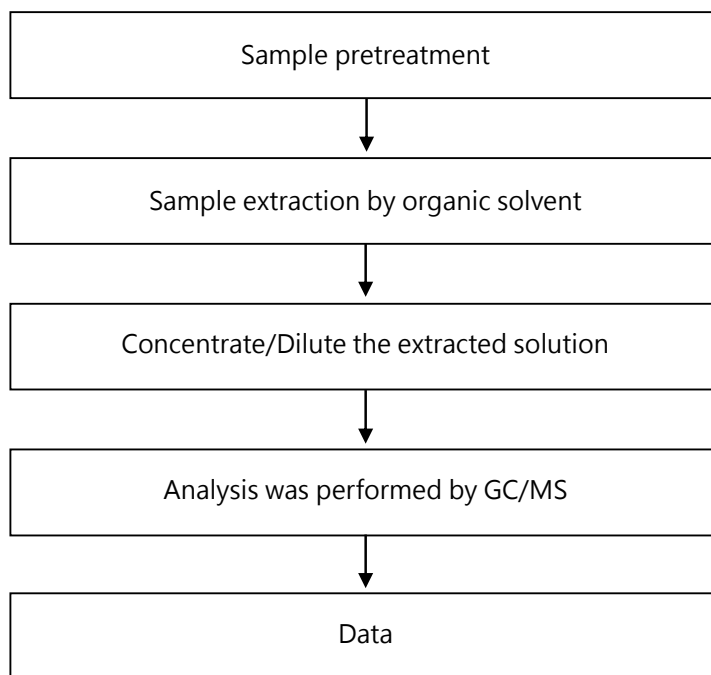 Sample pretreatment
Sample extraction by organic solvent
Concentrate/Dilute the extracted solution
Analysis was performed by GC/MS
Data